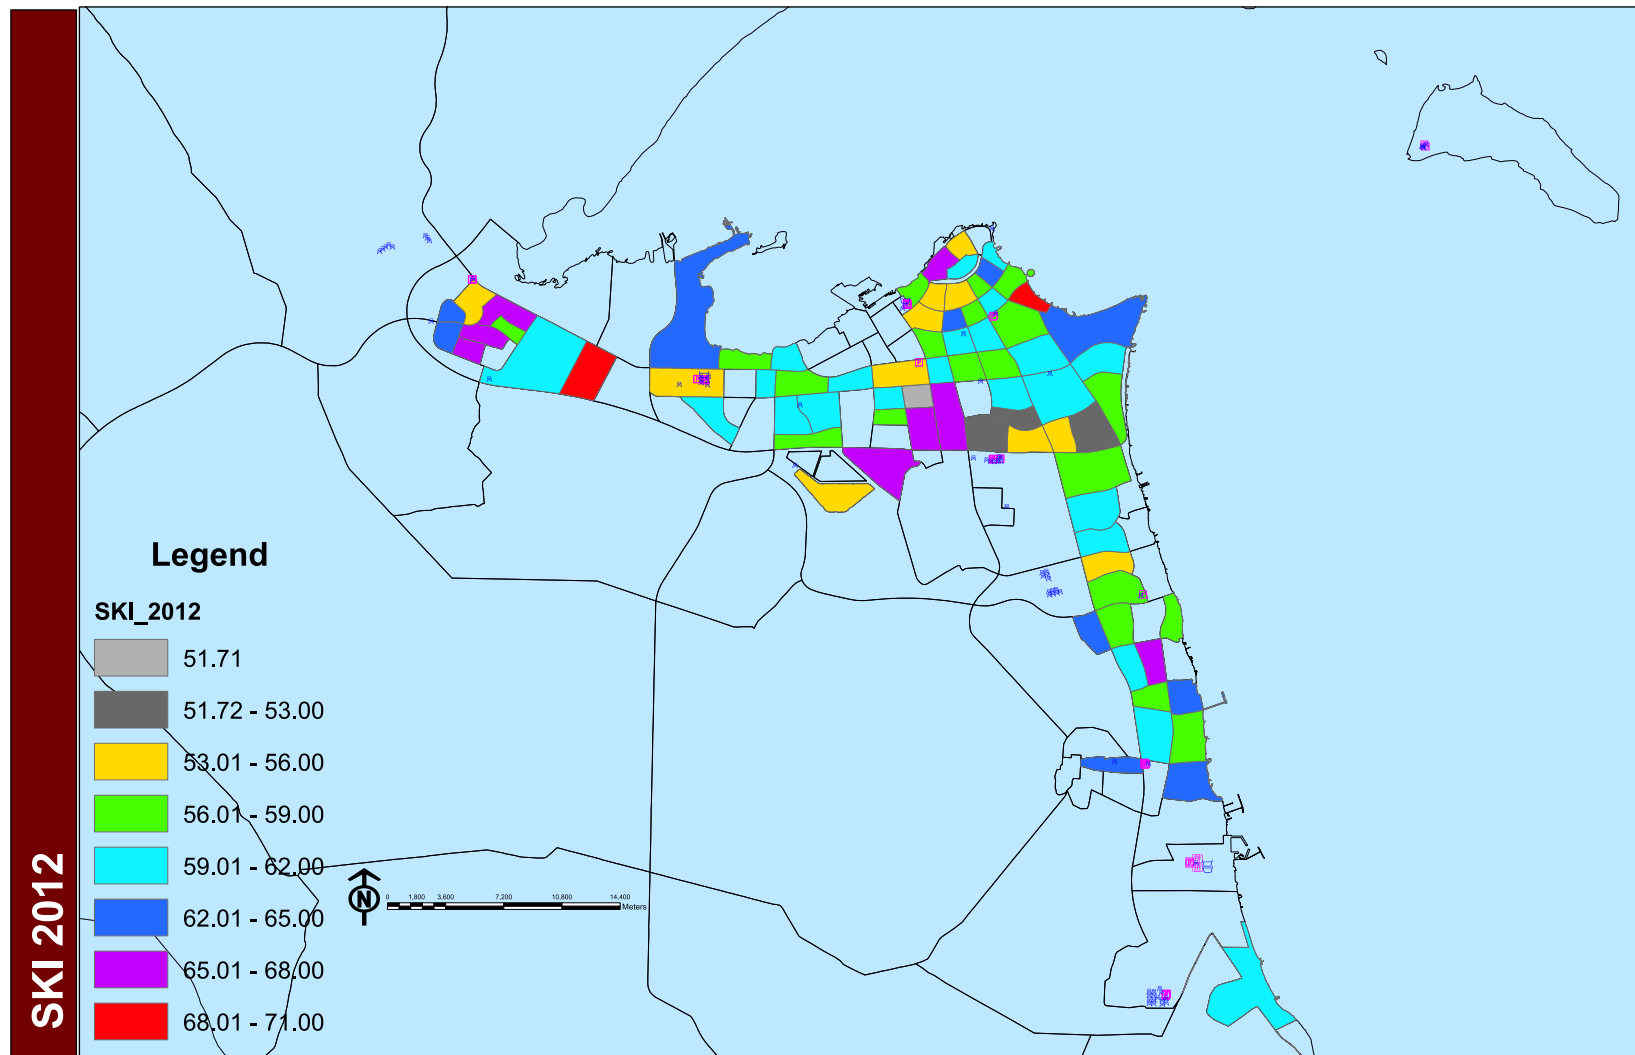 SKI 2012
Legend
SKI_2012
51.71
51.72 - 53.00
53.01 - 56.00
56.01 - 59.00
59.01 - 62.00
62.01 - 65.00
65.01 - 68.00
68.01 - 71.00
N
0 1,800 3,600 7,200 10,800 14,400
Meters